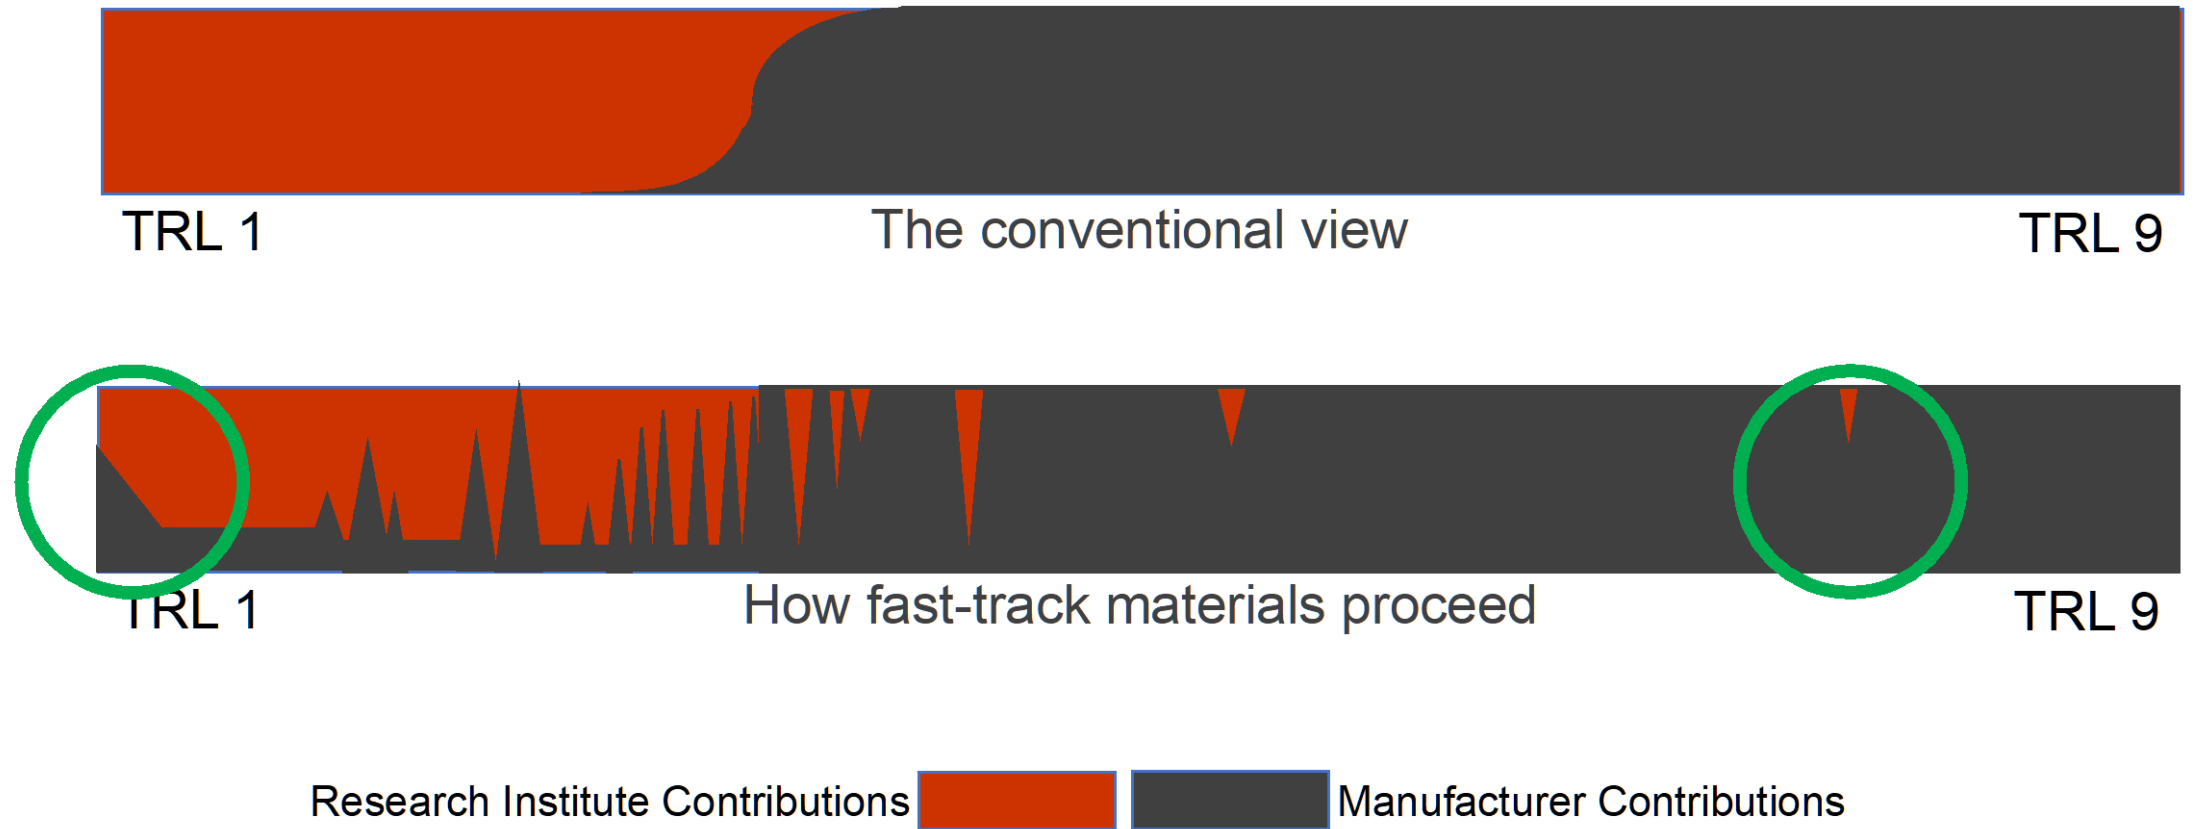 TRL 1
The conventional view
TRL 9
TRL 1
How fast-track materials proceed
TRL 9
Research Institute Contributions
Manufacturer Contributions